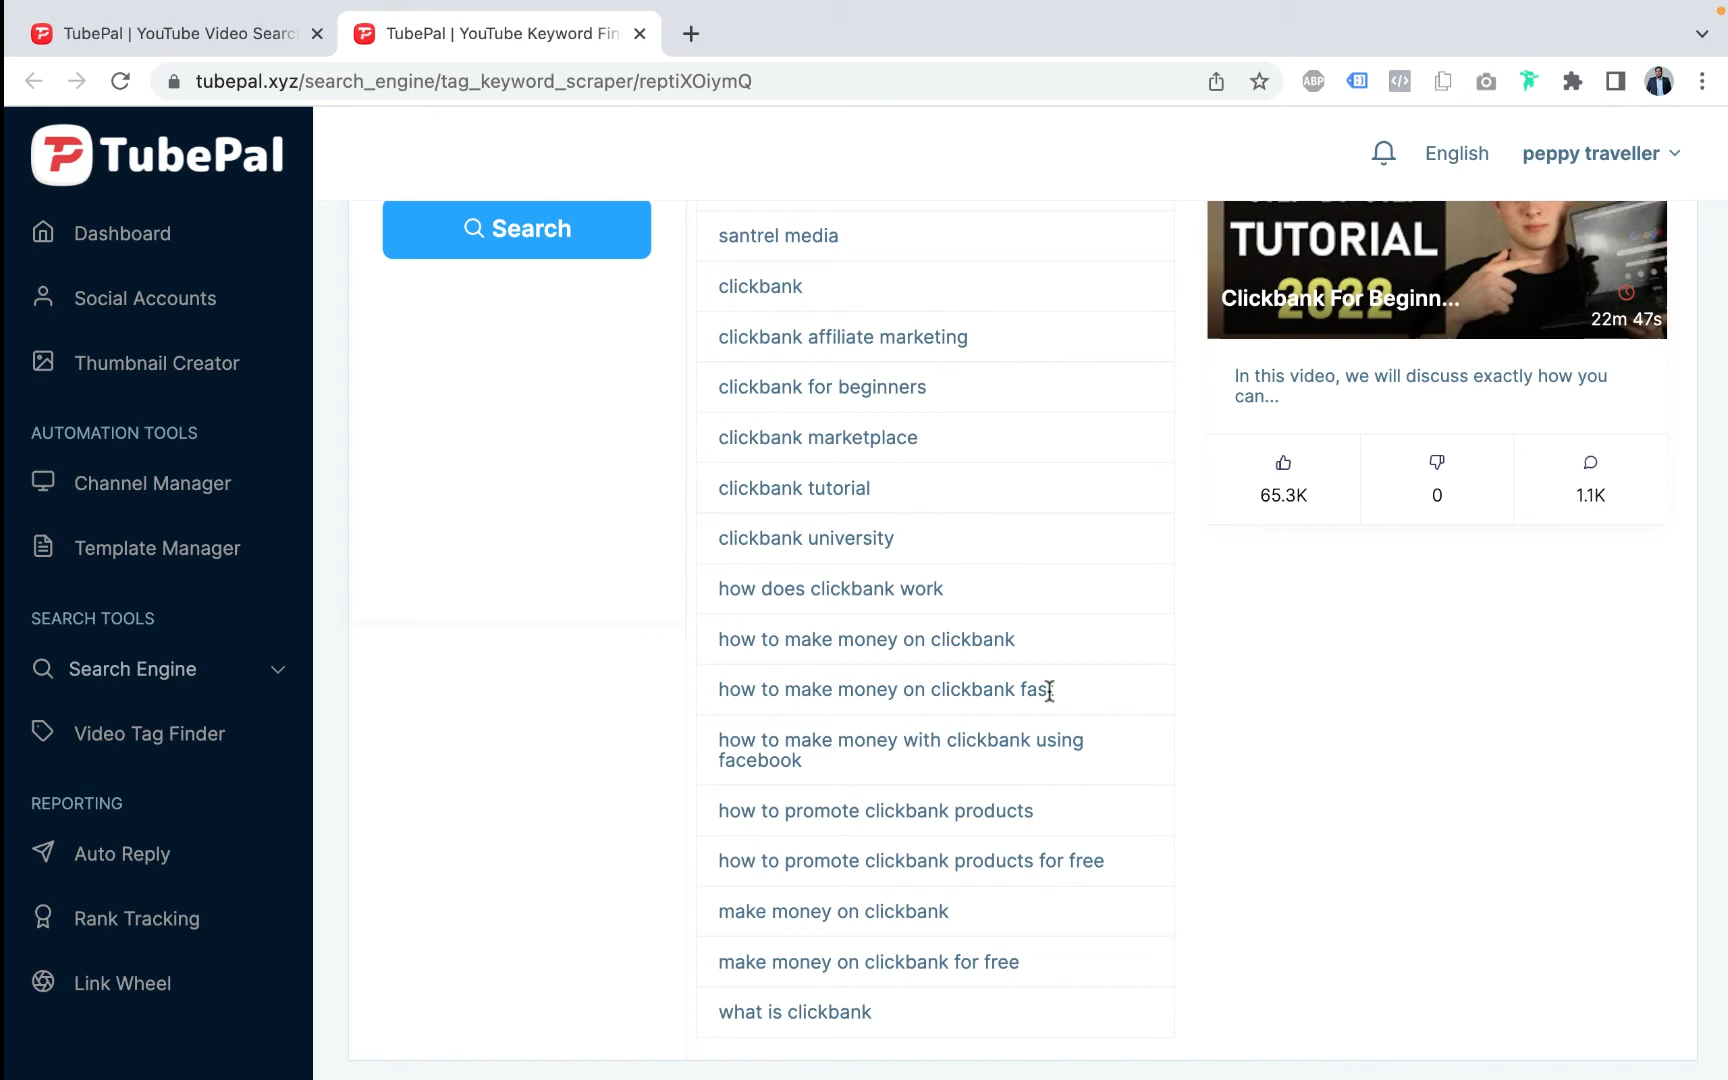 TubePal | YouTube Video Searc
TubePal | YouTube Keyword Fin
tubepal.xyz/search_engine/tag_keyword_scraper/reptiXOiymQ
ABP
TubePal
English
peppy traveller
Dashboard
Social Accounts
Thumbnail Creator
AUTOMATION TOOLS
Channel Manager
Template Manager
SEARCH TOOLS
Search Engine
Video Tag Finder
REPORTING
Auto Reply
Rank Tracking
Link Wheel
Search
santrel media
clickbank
clickbank affiliate marketing
clickbank for beginners
clickbank marketplace
clickbank tutorial
clickbank university
how does clickbank work
how to make money on clickbank
how to make money on clickbank fast
how to make money with clickbank using
facebook
how to promote clickbank products
how to promote clickbank products for free
make money on clickbank
make money on clickbank for free
what is clickbank
TUTORIAL
2022
Clickbank For Beginn...
22m 47s
In this video, we will discuss exactly how you
can...
65.3K
0
1.1K